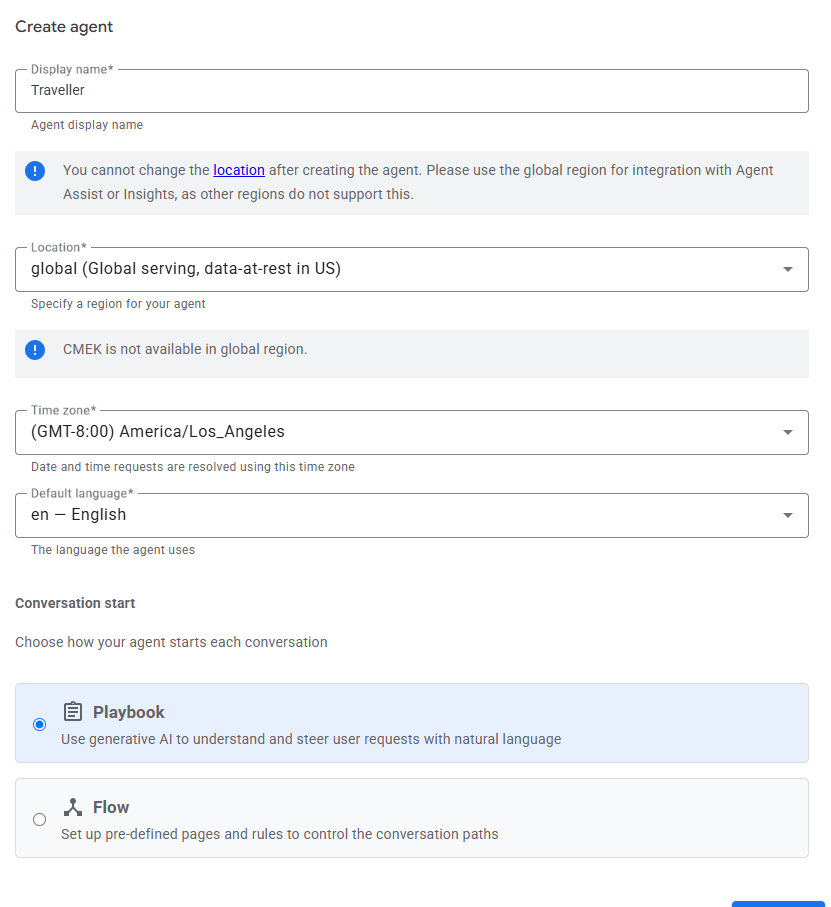 Create agent
Display name*
Traveller
Agent display name
You cannot change the location after creating the agent. Please use the global region for integration with Agent
Assist or Insights, as other regions do not support this.
Location*
global (Global serving, data-at-rest in US)
Specify a region for your agent
CMEK is not available in global region.
Time zone*
(GMT-8:00) America/Los_Angeles
Date and time requests are resolved using this time zone
Default language*
en — English
The language the agent uses
Conversation start
Choose how your agent starts each conversation
Playbook
Use generative AI to understand and steer user requests with natural language
Flow
Set up pre-defined pages and rules to control the conversation paths